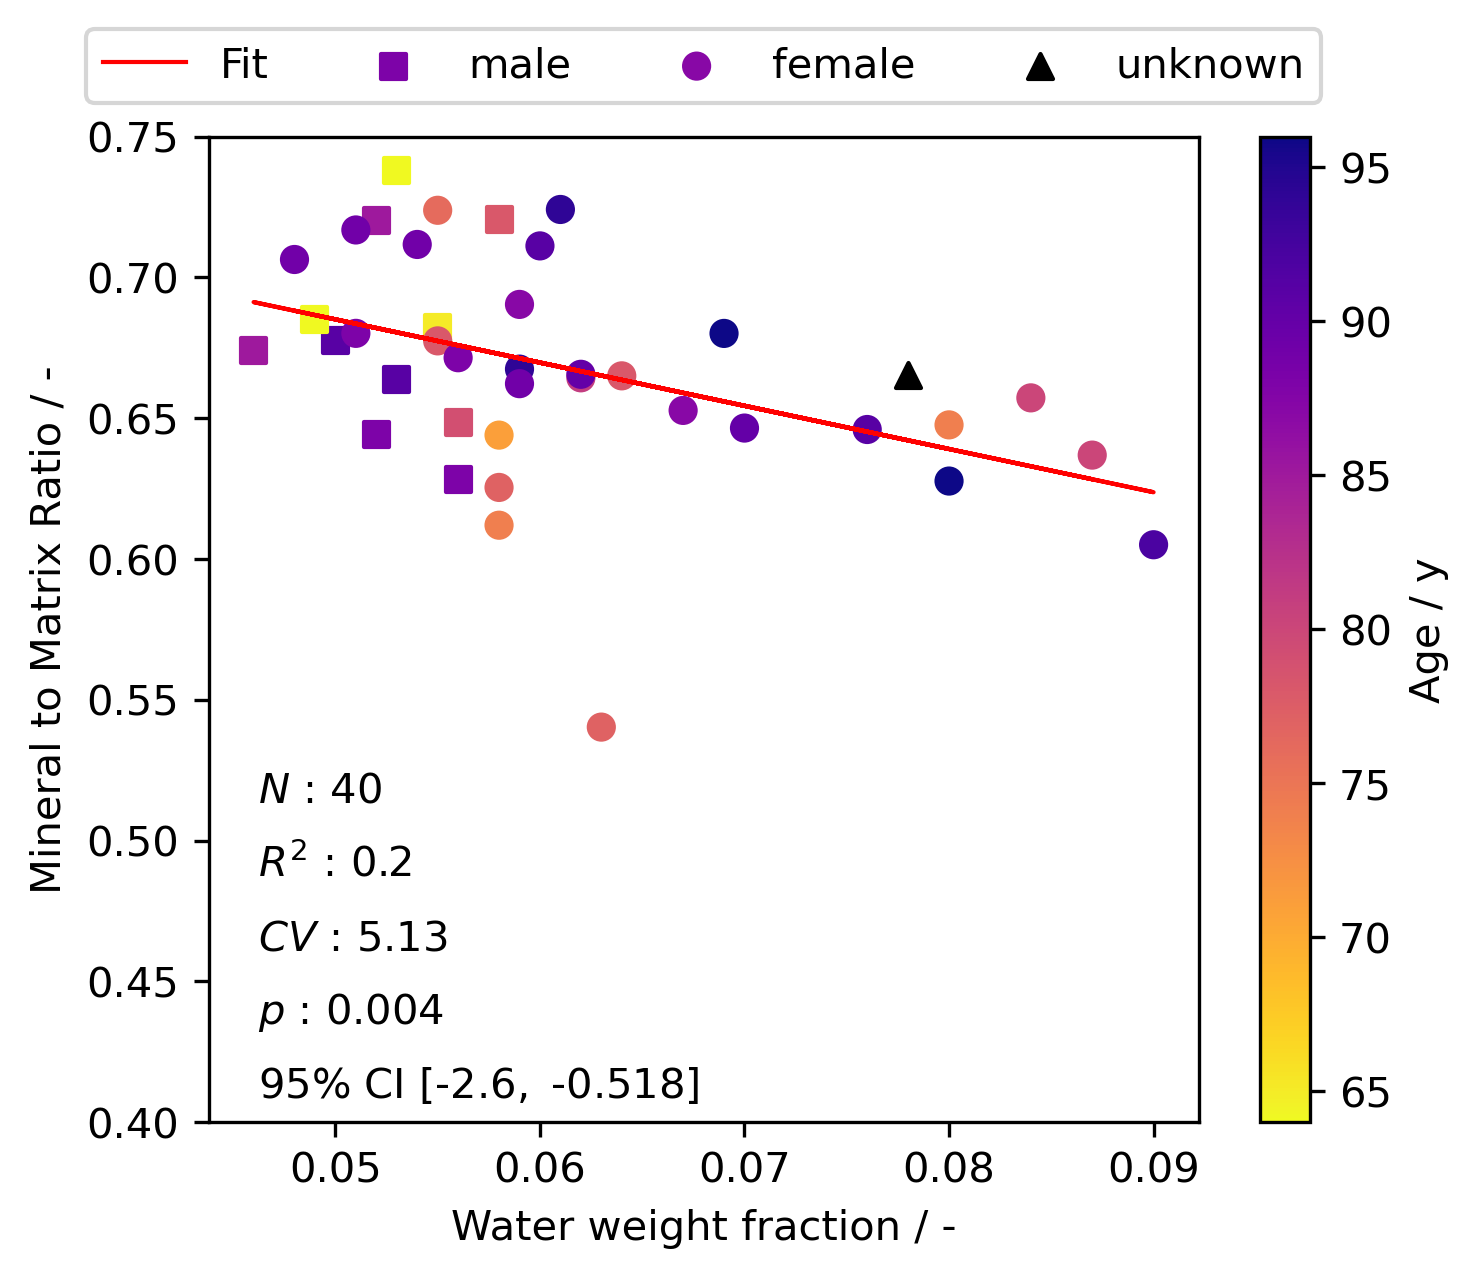 Fit male female unknown
0.75
0.70
0.65
0.60
0.55
0.50
0.45
0.40
Mineral to Matrix Ratio / -
N : 40
R² : 0.2
CV : 5.13
p : 0.004
95% CI [-2.6, -0.518]
0.05 0.06 0.07 0.08 0.09
Water weight fraction / -
95
90
85
80
75
70
65
Age / y